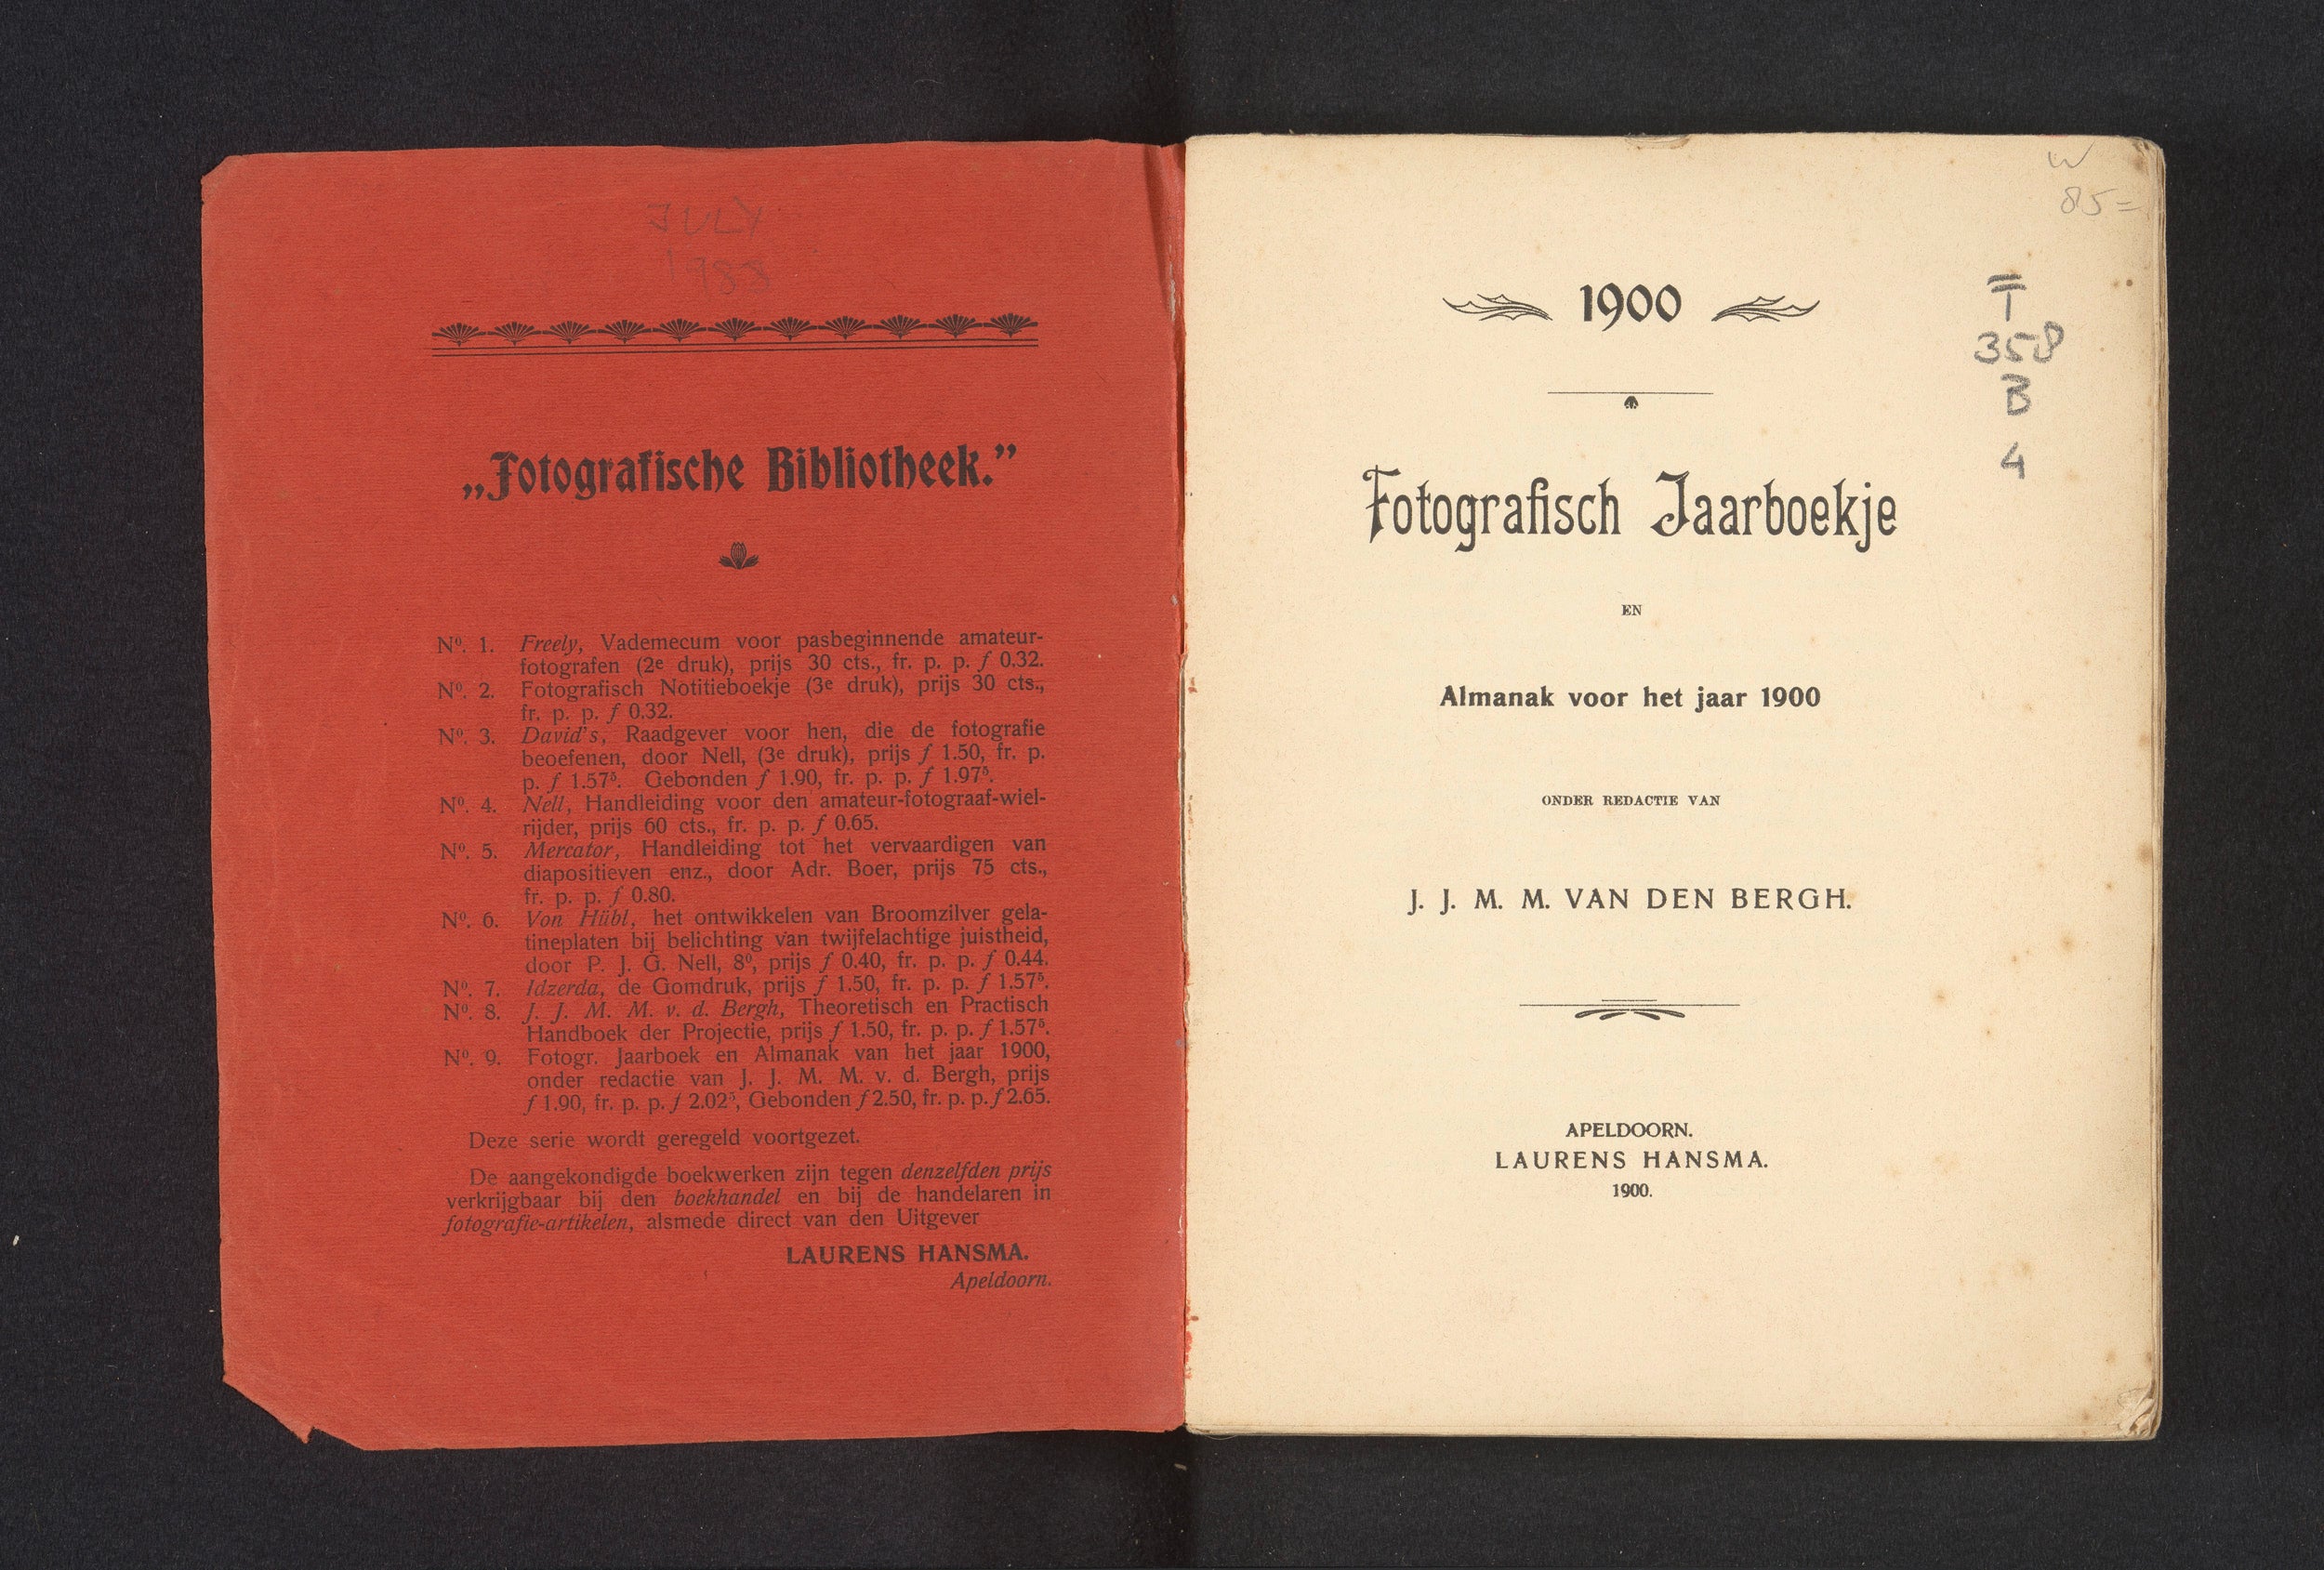 JULY
1988
„Fotografische Bibliotheek.”
Nº. 1. Freely, Vademecum voor pasbeginnende amateur-
fotografen (2e druk), prijs 30 cts., fr. p. p. f 0.32.
Nº. 2. Fotografisch Notitieboekje (3e druk), prijs 30 cts.,
fr. p. p. f 0.32.
Nº. 3. David's, Raadgever voor hen, die de fotografie
beoefenen, door Nell, (3e druk), prijs f 1.50, fr. p.
p. f 1.57⁵. Gebonden f 1.90, fr. p. p. f 1.97⁵.
Nº. 4. Nell, Handleiding voor den amateur-fotograaf-wiel-
rijder, prijs 60 cts., fr. p. p. f 0.65.
Nº. 5. Mercator, Handleiding tot het vervaardigen van
diapositieven enz., door Adr. Boer, prijs 75 cts.,
fr. p. p. f 0.80.
Nº. 6. Von Hübl, het ontwikkelen van Broomzilver gela-
tineplaten bij belichting van twijfelachtige juistheid,
door P. J. G. Nell, 8º, prijs f 0.40, fr. p. p. f 0.44.
Nº. 7. Idzerda, de Gomdruk, prijs f 1.50, fr. p. p. f 1.57⁵.
Nº. 8. J. J. M. M. v. d. Bergh, Theoretisch en Practisch
Handboek der Projectie, prijs f 1.50, fr. p. p. f 1.57⁵.
Nº. 9. Fotogr. Jaarboek en Almanak van het jaar 1900,
onder redactie van J. J. M. M. v. d. Bergh, prijs
f 1.90, fr. p. p. f 2.02⁵, Gebonden f 2.50, fr. p. p. f 2.65.
Deze serie wordt geregeld voortgezet.
De aangekondigde boekwerken zijn tegen denzelfden prijs
verkrijgbaar bij den boekhandel en bij de handelaren in
fotografie-artikelen, alsmede direct van den Uitgever
LAURENS HANSMA.
Apeldoorn.
W
85=
1900
T
358
B
4
Fotografisch Jaarboekje
EN
Almanak voor het jaar 1900
ONDER REDACTIE VAN
J. J. M. M. VAN DEN BERGH.
APELDOORN.
LAURENS HANSMA.
1900.